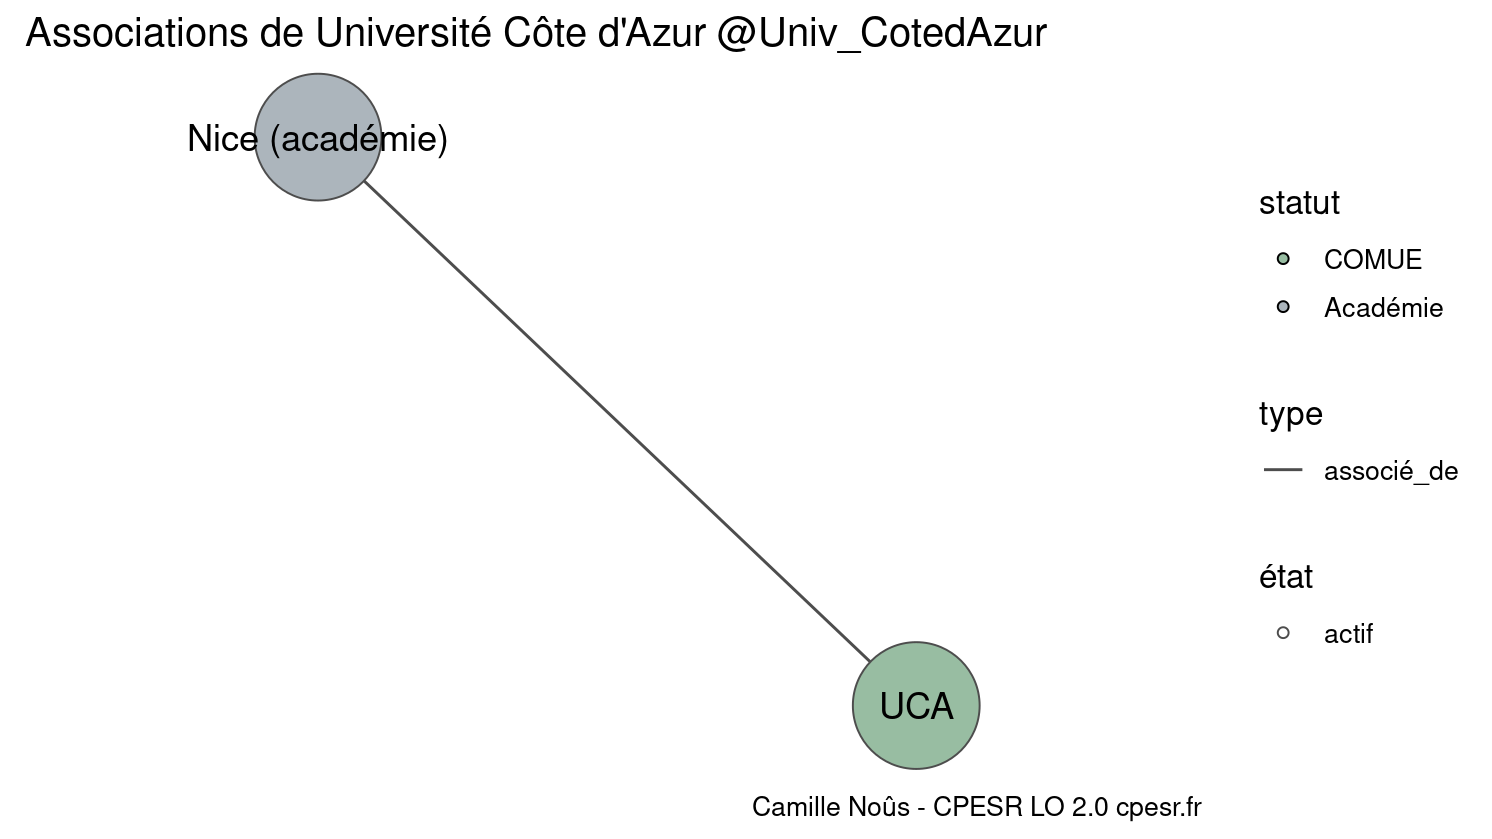 Associations de Université Côte d'Azur @Univ_CotedAzur
Nice (académie)
UCA
statut
COMUE
Académie
type
associé_de
état
actif
Camille Noûs - CPESR LO 2.0 cpesr.fr